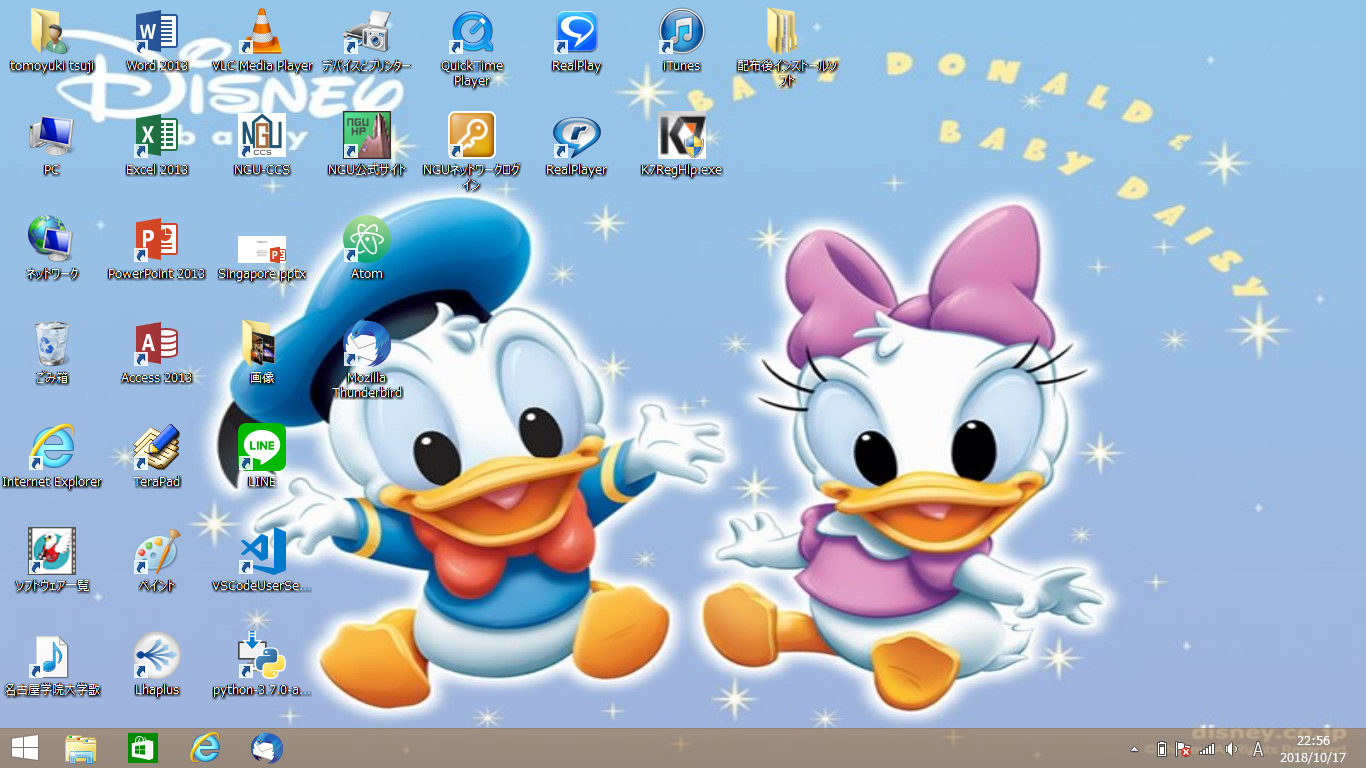 tomoyuki tsuji
Word 2013
VLC Media Player
デバイスとプリンター
QuickTime
Player
RealPlay
iTunes
配布後インストールソ
フト
Disney
baby
BABY DONALD &
BABY DAISY
PC
Excel 2013
NGU
CCS
NGU-CCS
NGU
HP
NGU公式サイト
NGUネットワークログ
イン
RealPlayer
K7
K7RegHlp.exe
ネットワーク
PowerPoint 2013
Singapore.pptx
Atom
ごみ箱
Access 2013
画像
Mozilla
Thunderbird
Internet Explorer
TeraPad
LINE
LINE
ソフトウェア一覧
ペイント
VSCodeUserSe...
名古屋学院大学歌
Lhaplus
python-3.7.0-a...
disney.co.jp
A
22:56
2018/10/17